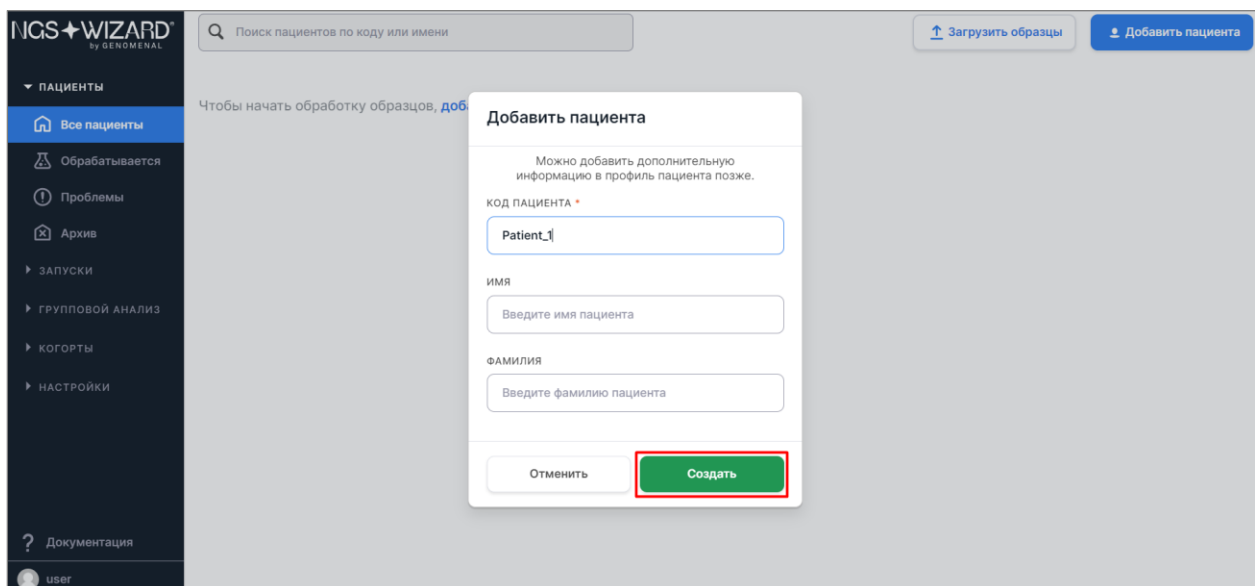 NGS WIZARD®
by GENOMENAL
Поиск пациентов по коду или имени
Загрузить образцы
Добавить пациента
ПАЦИЕНТЫ
Все пациенты
Обрабатывается
Проблемы
Архив
ЗАПУСКИ
ГРУППОВОЙ АНАЛИЗ
КОГОРТЫ
НАСТРОЙКИ
? Документация
user
Чтобы начать обработку образцов,
Добавить пациента
Можно добавить дополнительную
информацию в профиль пациента позже.
КОД ПАЦИЕНТА *
Patient_1
ИМЯ
Введите имя пациента
ФАМИЛИЯ
Введите фамилию пациента
Отменить
Создать